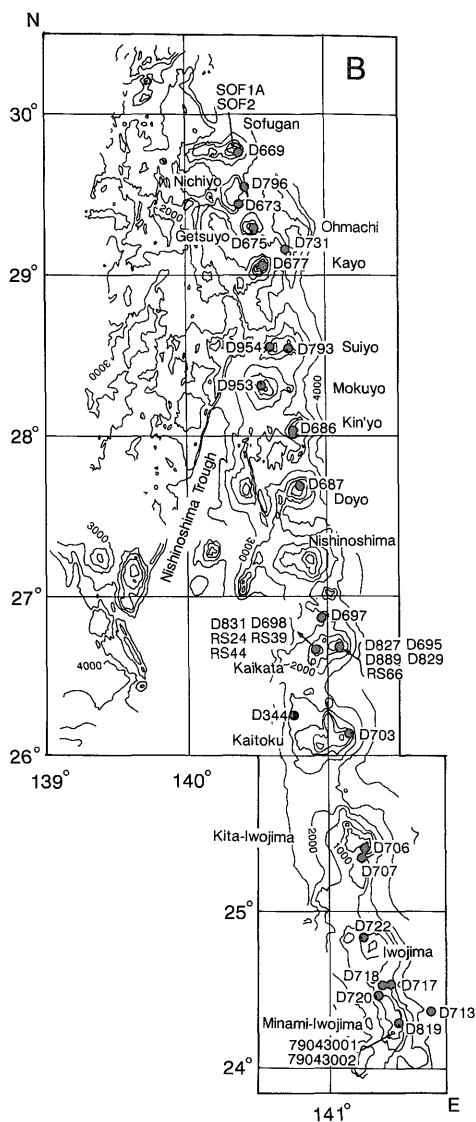 N
B
SOF1A
SOF2
Sofugan
30°
D669
Nichiyo
D796
2000
D673
Ohmachi
Getsuyo
D675
D731
29°
D677
Kayo
3000
D954
D793
Suiyo
4000
D953
Mokuyo
28°
D686
Kin'yo
Nishinoshima Trough
D687
Doyo
3000
3000
Nishinoshima
27°
D697
D831 D698
RS24 RS39
RS44
D827 D695
D889 D829
RS66
4000
Kaikata
2000
D344
D703
26°
Kaitoku
139°
140°
Kita-Iwojima
2000
1000
D706
D707
25°
D722
Iwojima
D718
D717
D720
D713
Minami-Iwojima
D819
79043001
79043002
24°
141°
E